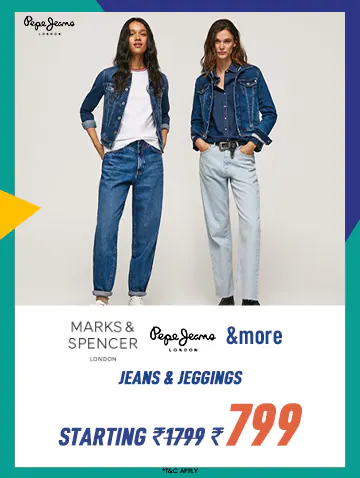 Pepe Jeans
LONDON
MARKS & SPENCER
LONDON
Pepe Jeans
LONDON
&more
JEANS & JEGGINGS
STARTING ₹1799 ₹799
*T&C APPLY